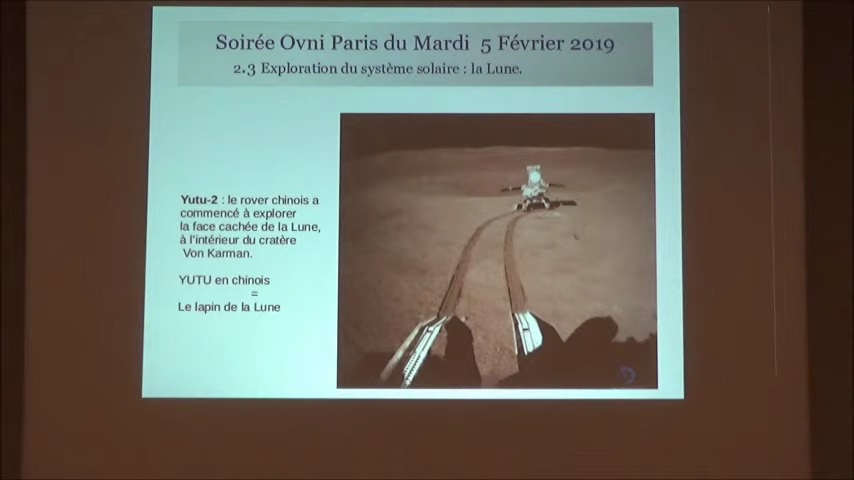 Soirée Ovni Paris du Mardi 5 Février 2019
2.3 Exploration du système solaire : la Lune.
Yutu-2 : le rover chinois a
commencé à explorer
la face cachée de la Lune,
à l'intérieur du cratère
Von Karman.
YUTU en chinois
=
Le lapin de la Lune